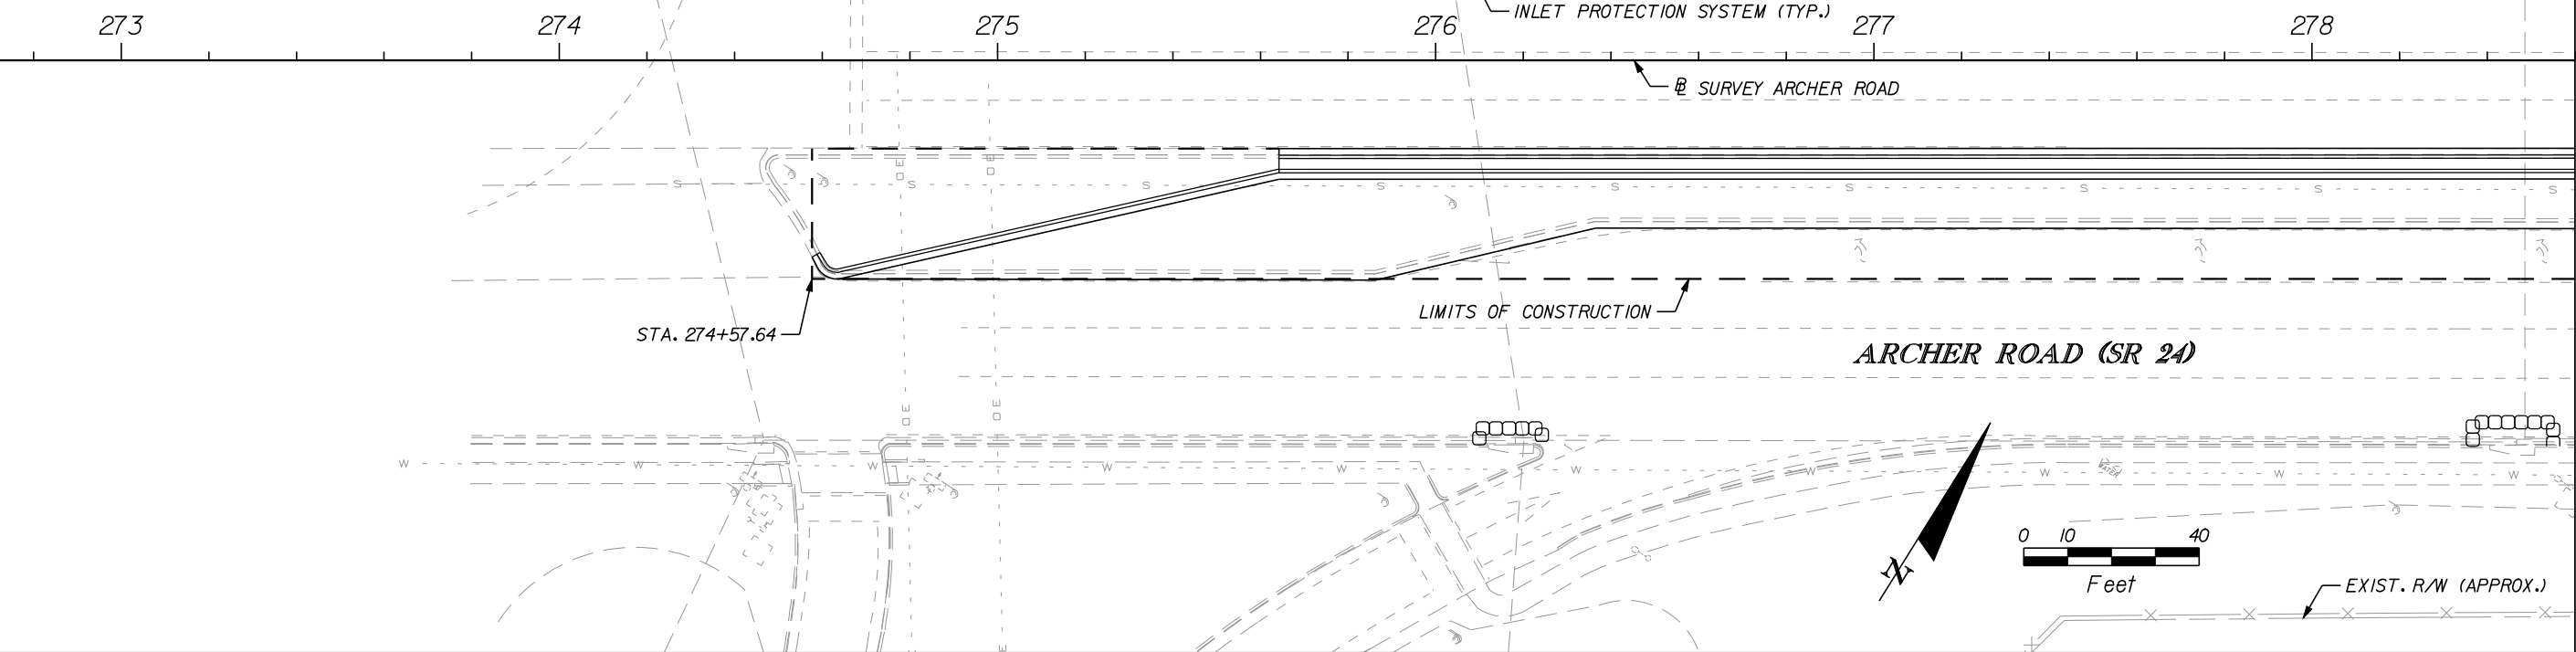 INLET PROTECTION SYSTEM (TYP.)
273 274 275 276 277 278
℄ SURVEY ARCHER ROAD
S S S S S S S S S
STA. 274+57.64
LIMITS OF CONSTRUCTION
ARCHER ROAD (SR 24)
W W W W W W W W W W
WATER
N
0 10 40
Feet
EXIST. R/W (APPROX.)